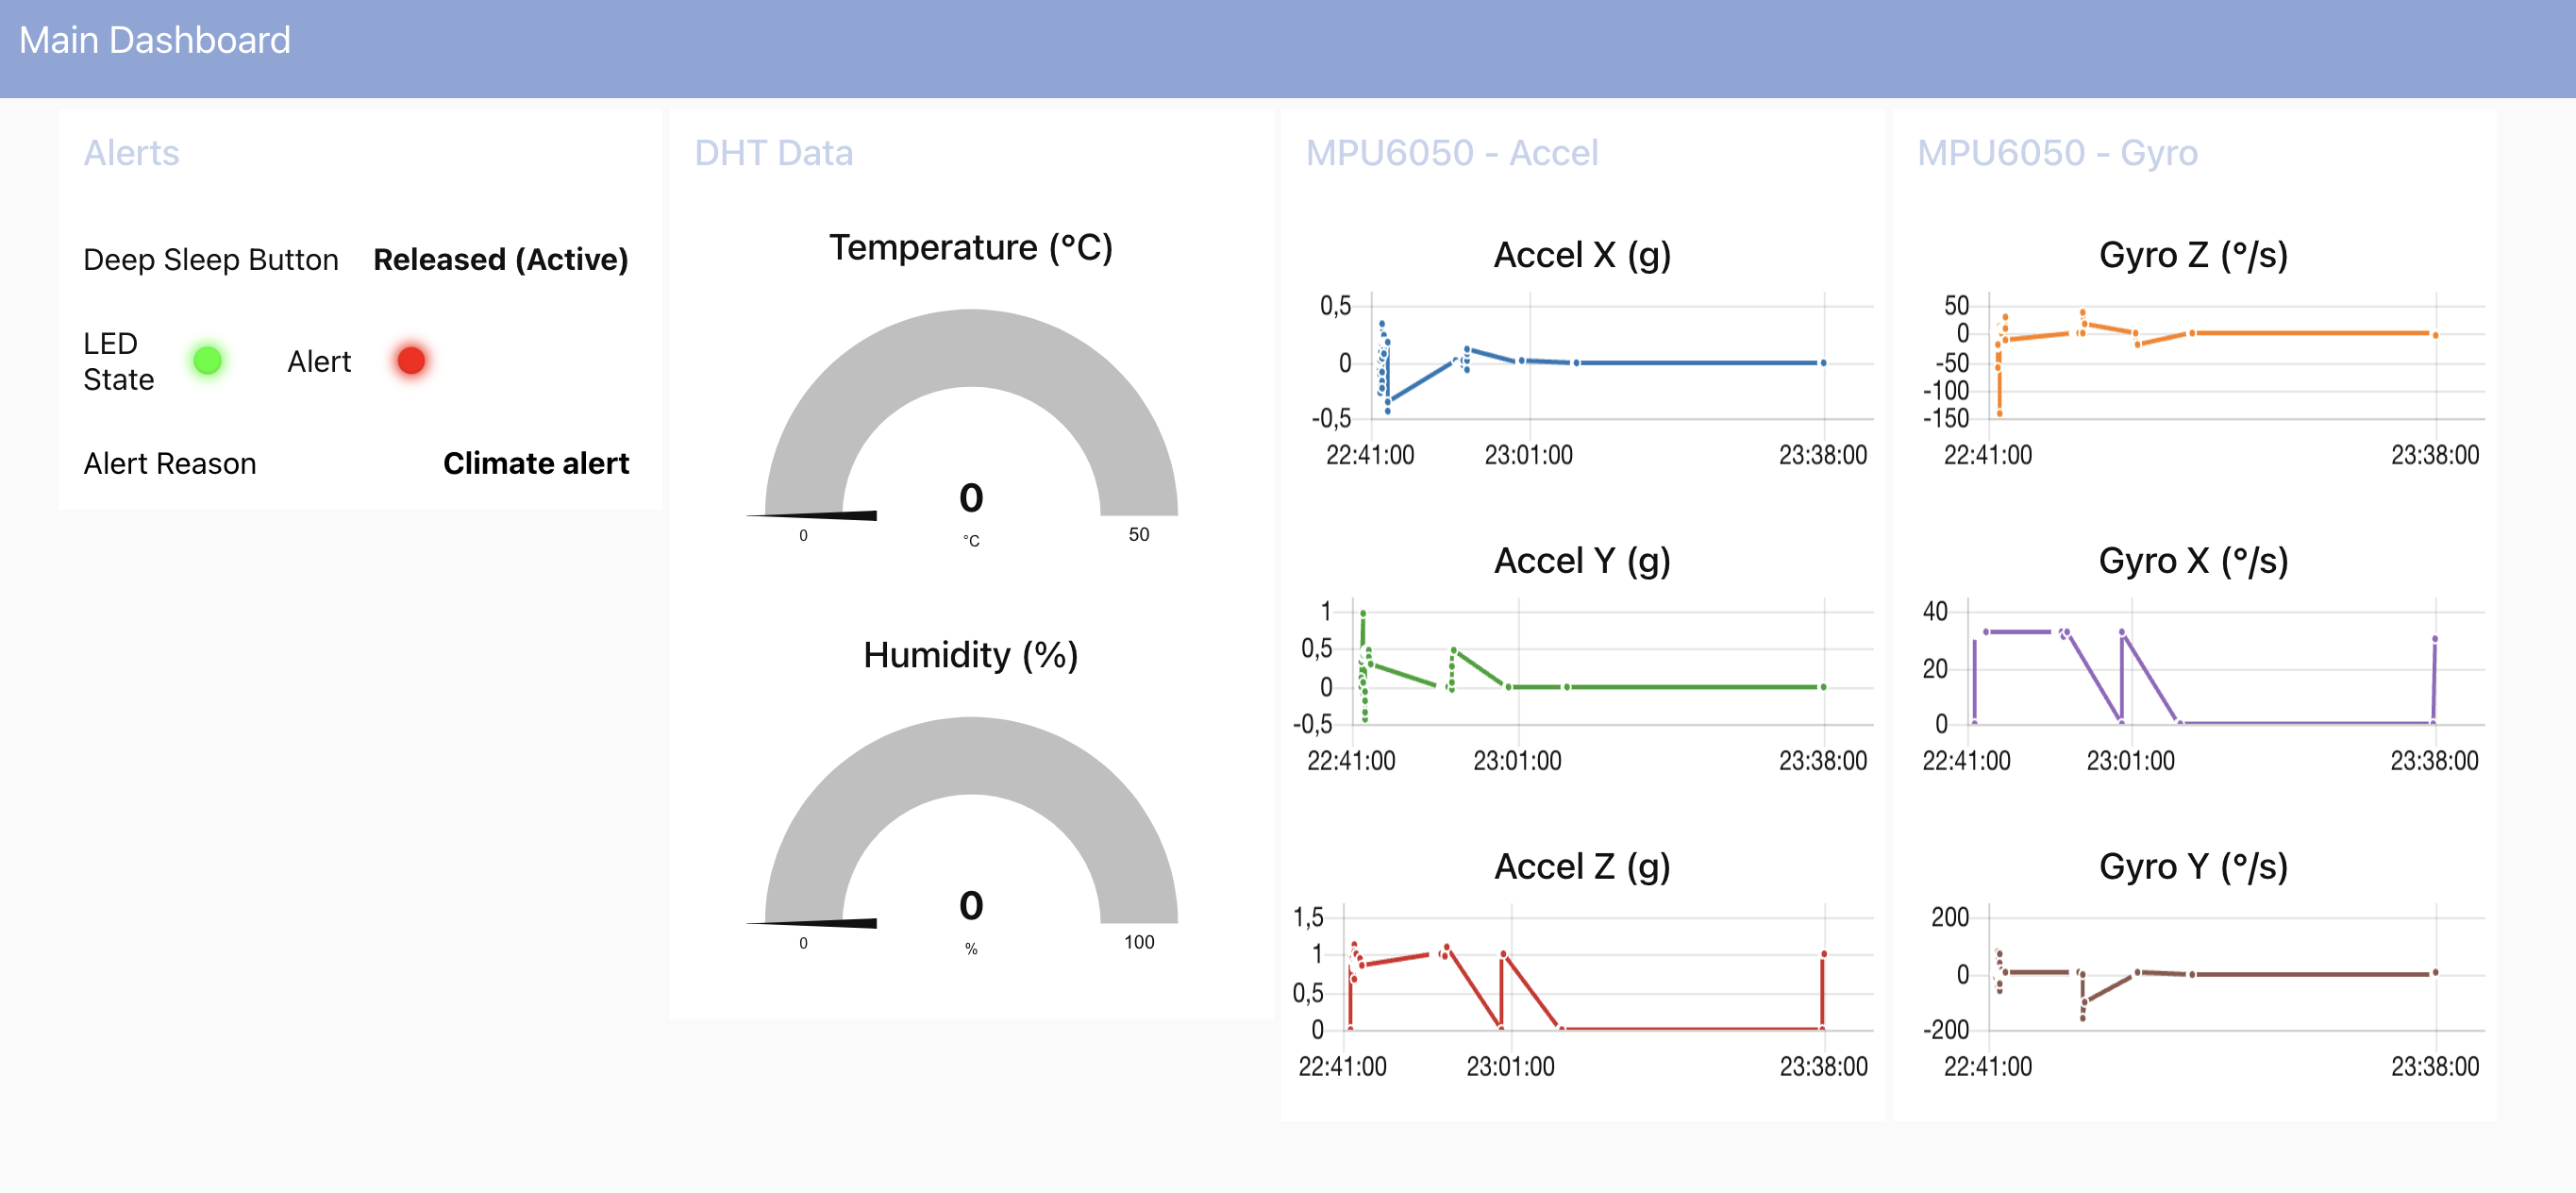 Main Dashboard
Alerts
Deep Sleep Button Released (Active)
LED
State
Alert
Alert Reason Climate alert
DHT Data
Temperature (°C)
0
°C
0 50
Humidity (%)
0
%
0 100
MPU6050 - Accel
Accel X (g)
0,5
0
-0,5
22:41:00 23:01:00 23:38:00
Accel Y (g)
1
0,5
0
-0,5
22:41:00 23:01:00 23:38:00
Accel Z (g)
1,5
1
0,5
0
22:41:00 23:01:00 23:38:00
MPU6050 - Gyro
Gyro Z (°/s)
50
0
-50
-100
-150
22:41:00 23:38:00
Gyro X (°/s)
40
20
0
22:41:00 23:01:00 23:38:00
Gyro Y (°/s)
200
0
-200
22:41:00 23:38:00